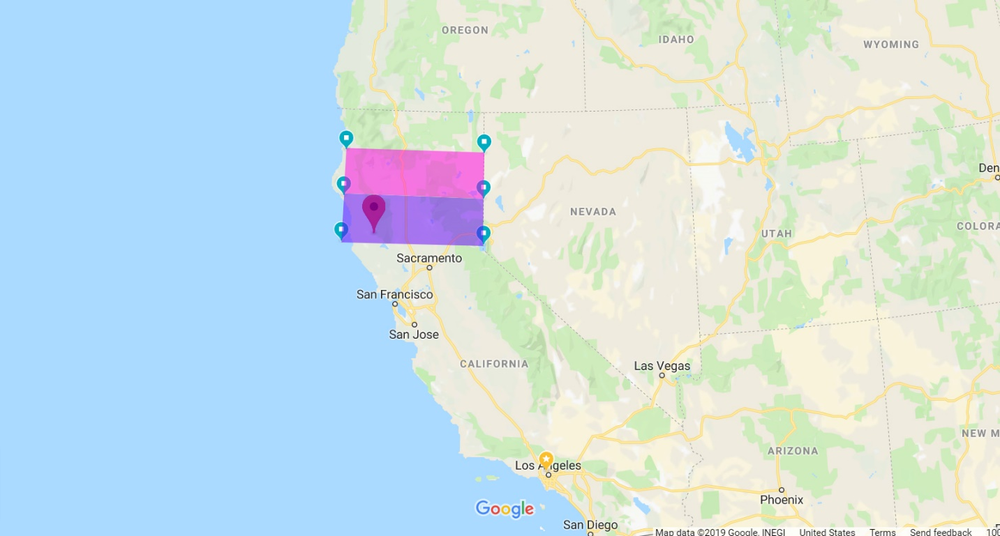 OREGON
IDAHO
WYOMING
Den
NEVADA
UTAH
COLORA
Sacramento
San Francisco
San Jose
CALIFORNIA
Las Vegas
NEW M
ARIZONA
Los Angeles
Phoenix
Google
San Diego
Map data ©2019 Google, INEGI United States Terms Send feedback 100